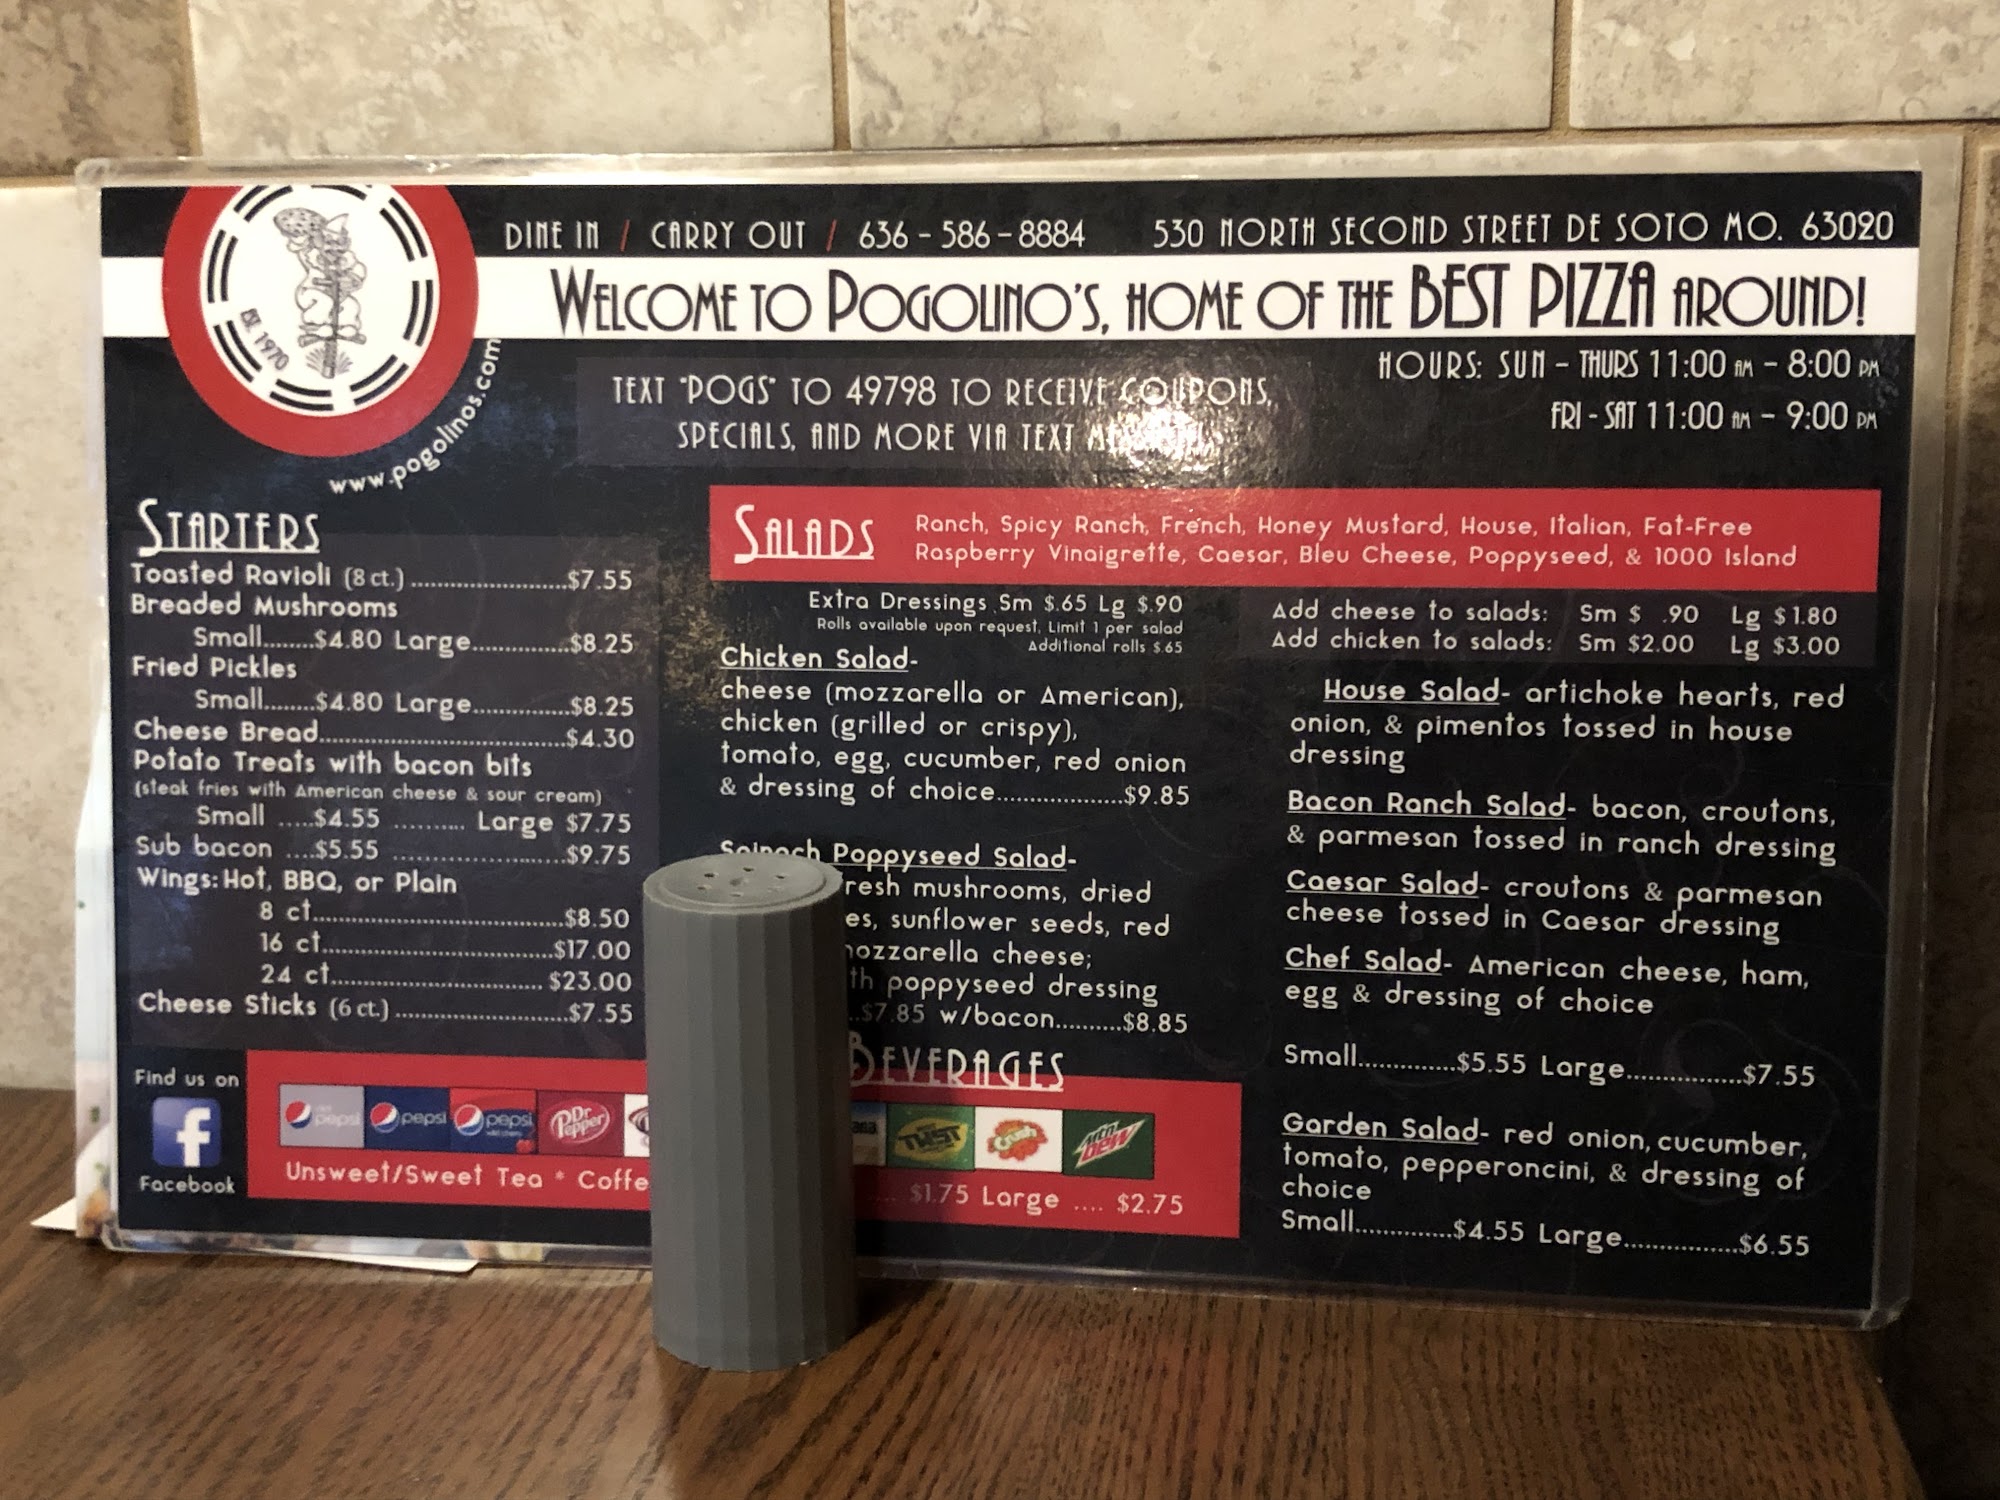 DINE IN / CARRY OUT / 636-586-8884 530 NORTH SECOND STREET DE SOTO MO. 63020
WELCOME TO POGOLINO'S, HOME OF THE BEST PIZZA AROUND!
EST. 1970
www.pogolinos.com
TEXT "POGS" TO 49798 TO RECEIVE COUPONS,
SPECIALS, AND MORE VIA TEXT
HOURS: SUN - THURS 11:00 AM - 8:00 PM
FRI - SAT 11:00 AM - 9:00 PM
STARTERS
Toasted Ravioli (8 ct.)......................$7.55
Breaded Mushrooms
Small........$4.80 Large..............$8.25
Fried Pickles
Small........$4.80 Large..............$8.25
Cheese Bread...................................$4.30
Potato Treats with bacon bits
(steak fries with American cheese & sour cream)
Small .....$4.55 .......... Large $7.75
Sub bacon ....$5.55 .........................$9.75
Wings: Hot, BBQ, or Plain
8 ct...................................$8.50
16 ct.................................$17.00
24 ct.............................. $23.00
Cheese Sticks (6 ct.)........................$7.55
SALADS
Ranch, Spicy Ranch, French, Honey Mustard, House, Italian, Fat-Free
Raspberry Vinaigrette, Caesar, Bleu Cheese, Poppyseed, & 1000 Island
Extra Dressings Sm $.65 Lg $.90
Rolls available upon request, Limit 1 per salad
Additional rolls $.65
Chicken Salad-
cheese (mozzarella or American),
chicken (grilled or crispy),
tomato, egg, cucumber, red onion
& dressing of choice..................$9.85
Spinach Poppyseed Salad-
mushrooms, dried
sunflower seeds, red
cheese;
poppyseed dressing
$7.85 w/bacon..........$8.85
Add cheese to salads: Sm $ .90 Lg $1.80
Add chicken to salads: Sm $2.00 Lg $3.00
House Salad- artichoke hearts, red
onion, & pimentos tossed in house
dressing
Bacon Ranch Salad- bacon, croutons,
& parmesan tossed in ranch dressing
Caesar Salad- croutons & parmesan
cheese tossed in Caesar dressing
Chef Salad- American cheese, ham,
egg & dressing of choice
Small..............$5.55 Large.................$7.55
Garden Salad- red onion, cucumber,
tomato, pepperoncini, & dressing of
choice
Small..............$4.55 Large.................$6.55
Find us on
f
Facebook
BEVERAGES
pepsi pepsi pepsi Dr Pepper TWST Crush Mtn DEW
Unsweet/Sweet Tea * Coffe
$1.75 Large .... $2.75